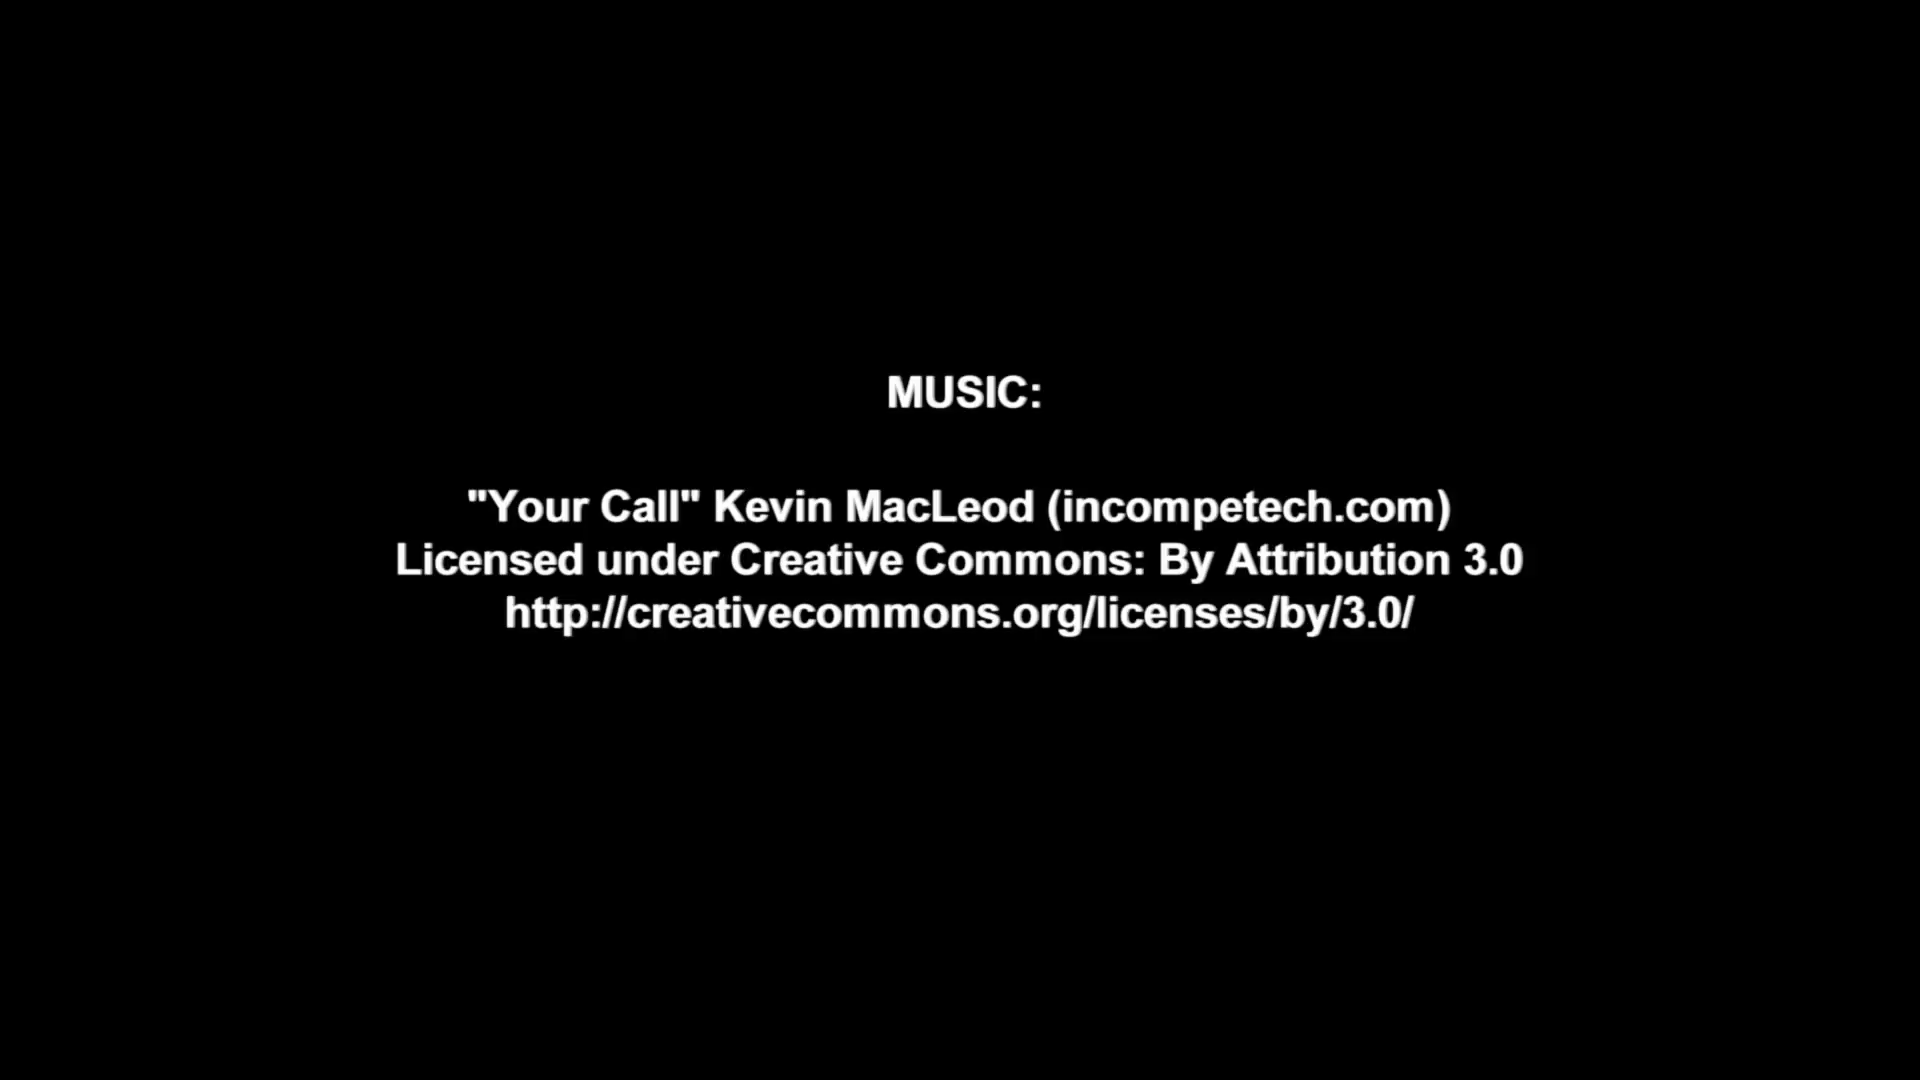 MUSIC:
"Your Call" Kevin MacLeod (incompetech.com)
Licensed under Creative Commons: By Attribution 3.0
http://creativecommons.org/licenses/by/3.0/